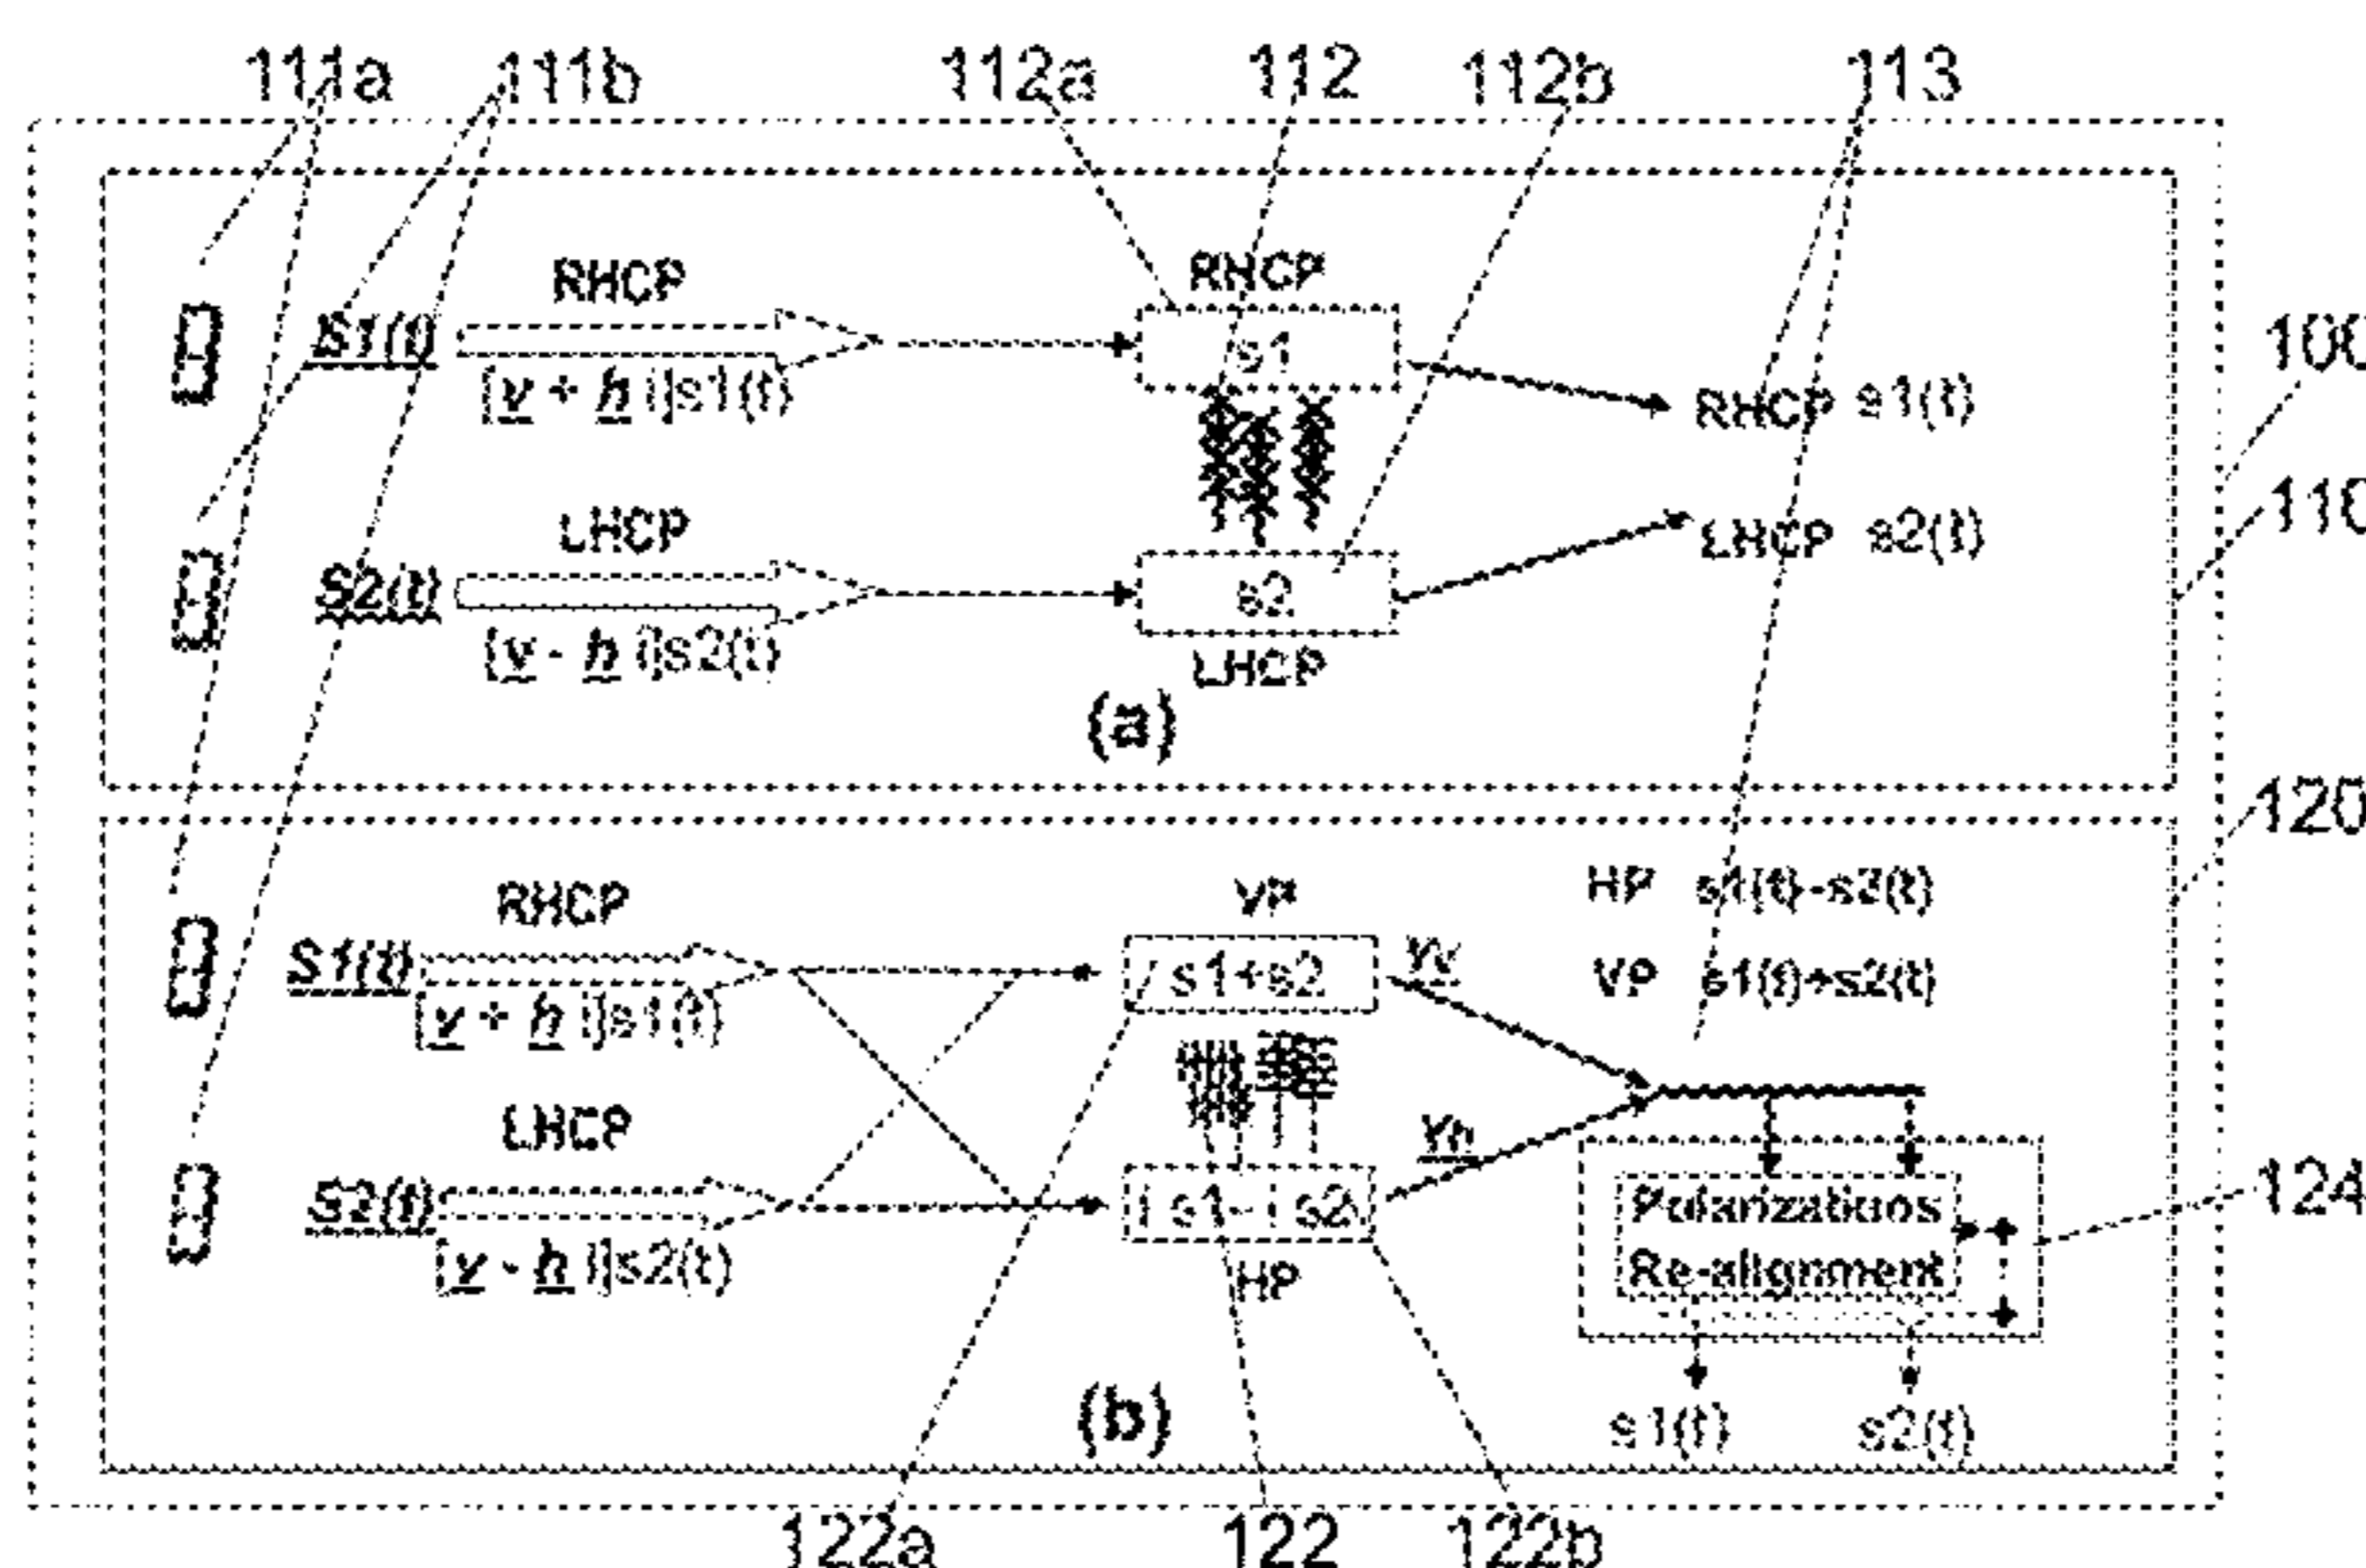 111a 111b 112a 112 112b 113
RHCP RHCP
S1(t) s1
[v + h i]s1(t)
RHCP s1(t)
100
110
LHCP
LHCP s2(t)
S2(t) s2
[v - h i]s2(t)
LHCP
(a)
120
RHCP VP HP s1(t)-s2(t)
S1(t) s1+s2 Yv VP s1(t)+s2(t)
[v + h i]s1(t)
LHCP Yh
S2(t) i s1- i s2 Polarizations
124
[v - h i]s2(t) HP Re-alignment
(b) s1(t) s2(t)
122a 122 122b